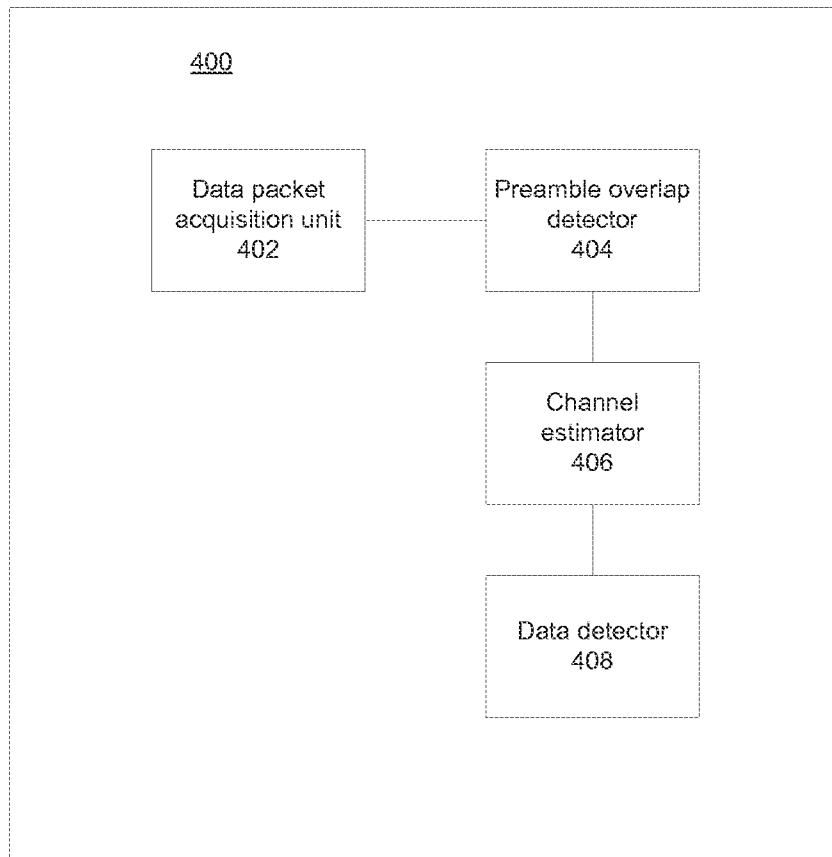 400
Data packet
acquisition unit
402
Preamble overlap
detector
404
Channel
estimator
406
Data detector
408